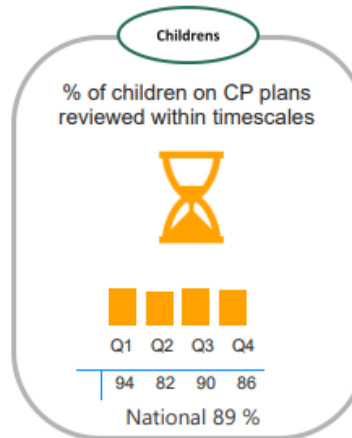 Childrens
% of children on CP plans
reviewed within timescales
Q1 Q2 Q3 Q4
94 82 90 86
National 89 %